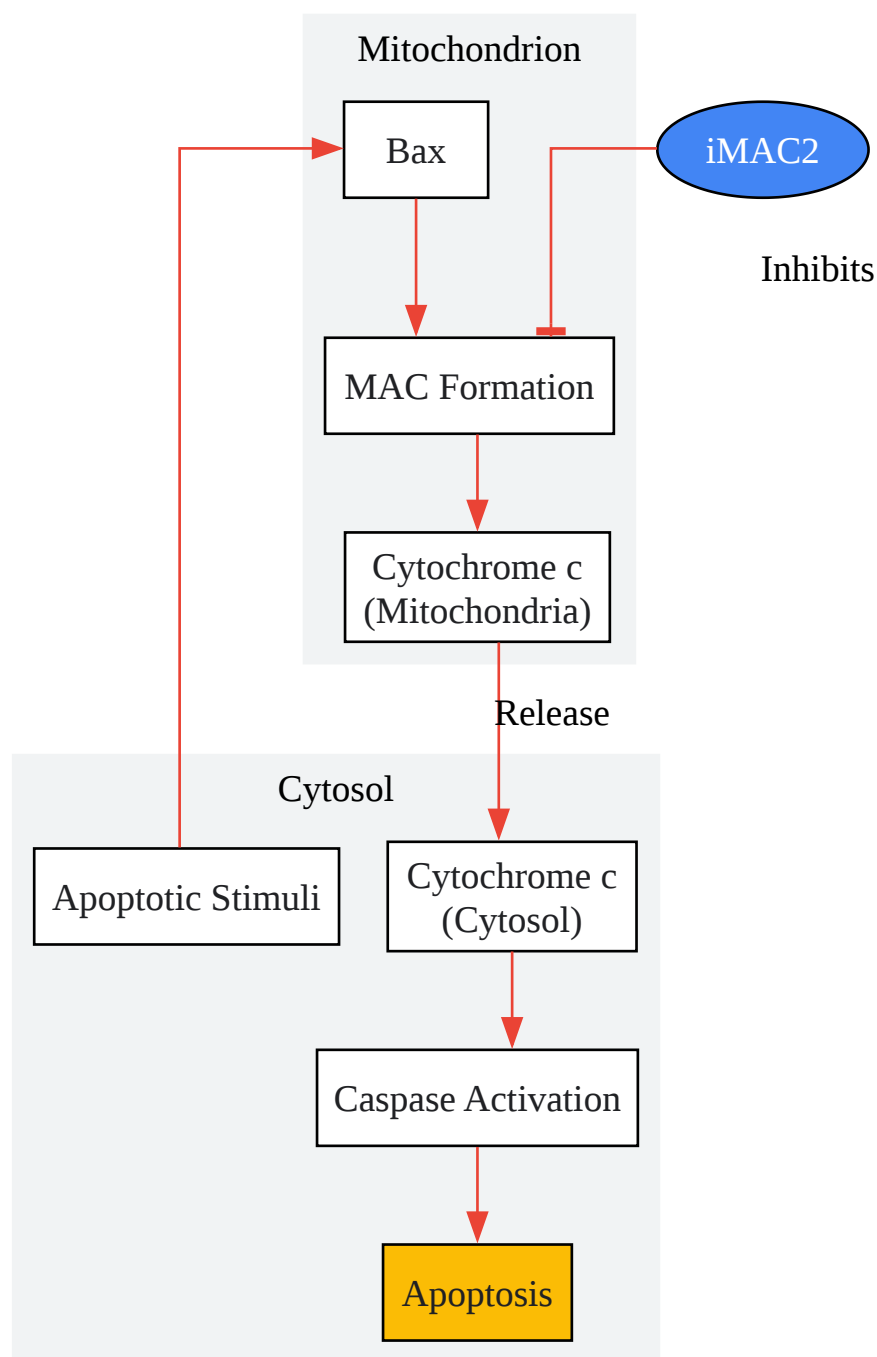 Mitochondrion
Bax
iMAC2
Inhibits
MAC Formation
Cytochrome c
(Mitochondria)
Release
Cytosol
Apoptotic Stimuli
Cytochrome c
(Cytosol)
Caspase Activation
Apoptosis